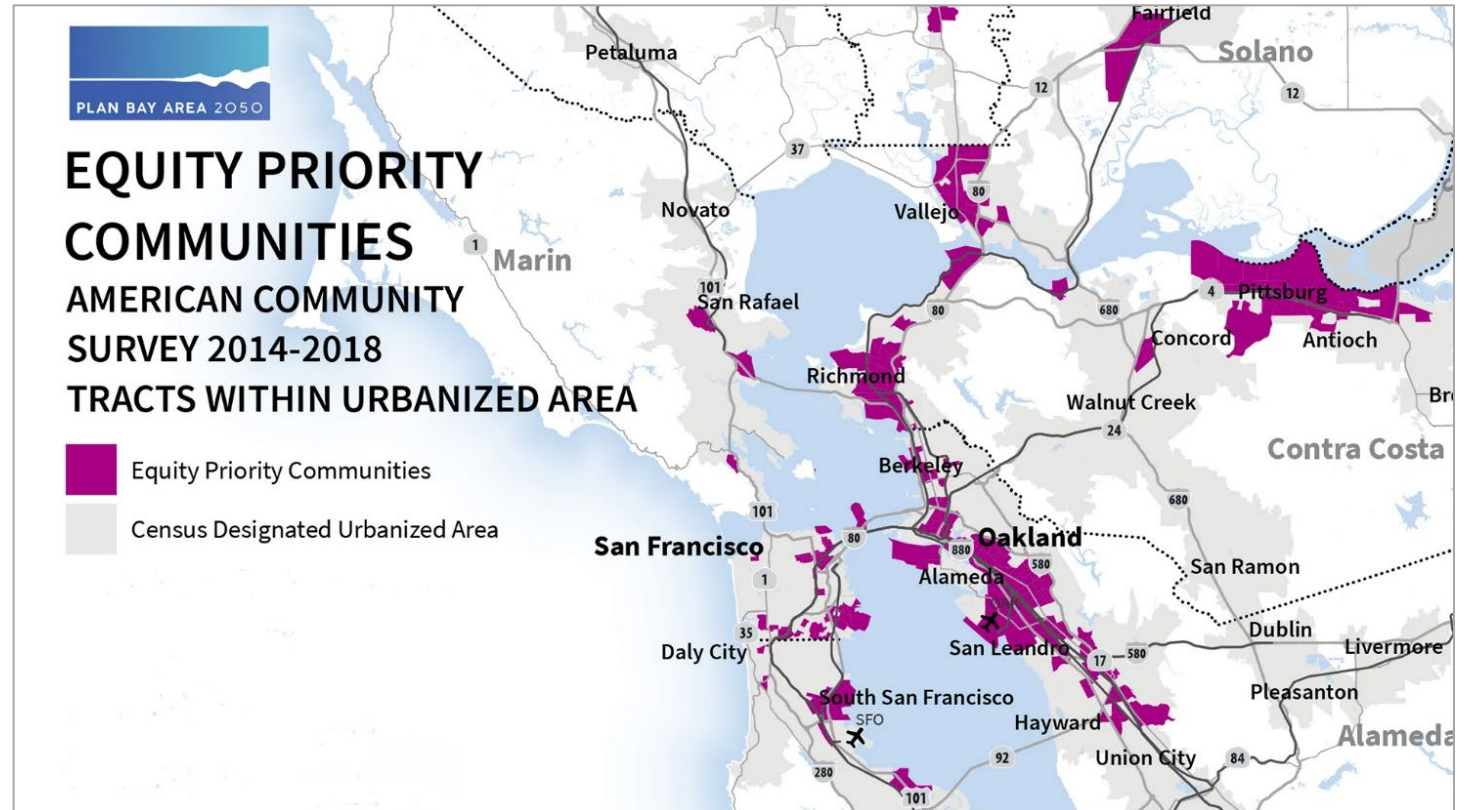 PLAN BAY AREA 2050
EQUITY PRIORITY
COMMUNITIES
AMERICAN COMMUNITY
SURVEY 2014-2018
TRACTS WITHIN URBANIZED AREA
Equity Priority Communities
Census Designated Urbanized Area
Fairfield
Petaluma
Solano
12
12
37
80
Novato
Vallejo
1
Marin
101
San Rafael
4
Pittsburg
80
680
Concord
Antioch
Richmond
Walnut Creek
Br
24
Contra Costa
Berkeley
680
101
San Francisco
80
Oakland
880
580
1
Alameda
San Ramon
35
Daly City
San Leandro
17
580
Dublin
Livermore
South San Francisco
SFO
Pleasanton
Hayward
Alameda
Union City
92
84
280
101